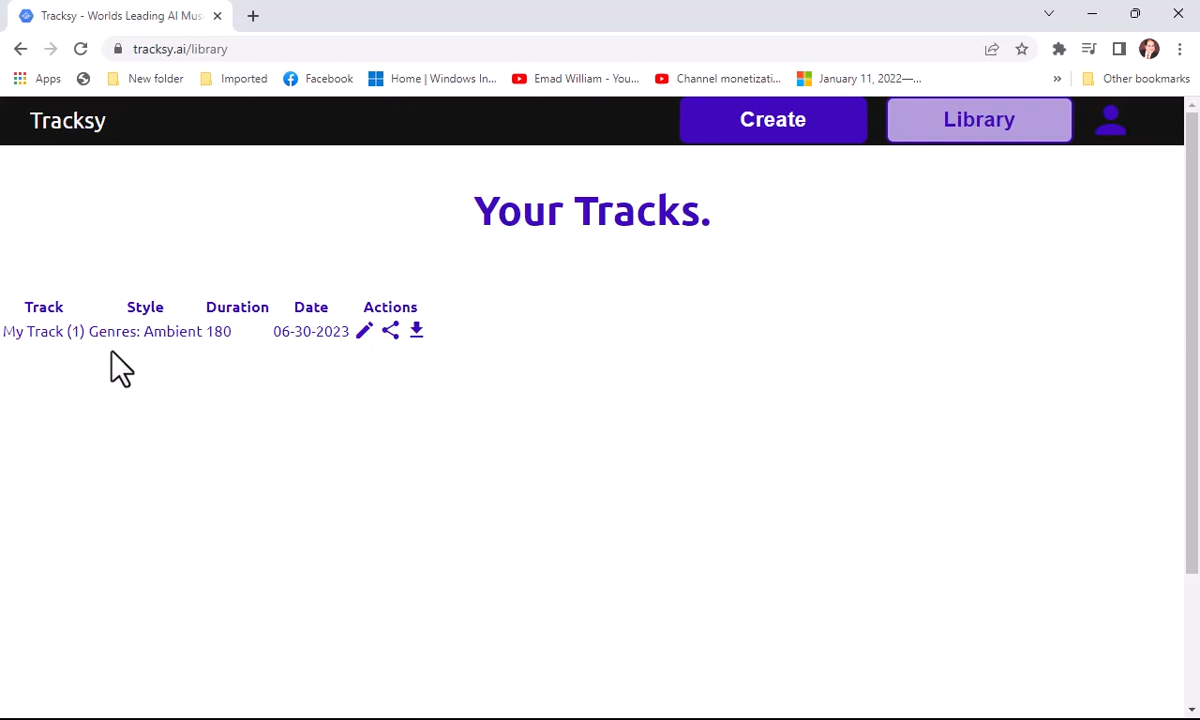 Tracksy - Worlds Leading AI Mus
tracksy.ai/library
Apps New folder Imported Facebook Home | Windows In... Emad William - You... Channel monetizati... January 11, 2022—... » Other bookmarks
Tracksy Create Library
Your Tracks.
Track Style Duration Date Actions
My Track (1) Genres: Ambient 180 06-30-2023